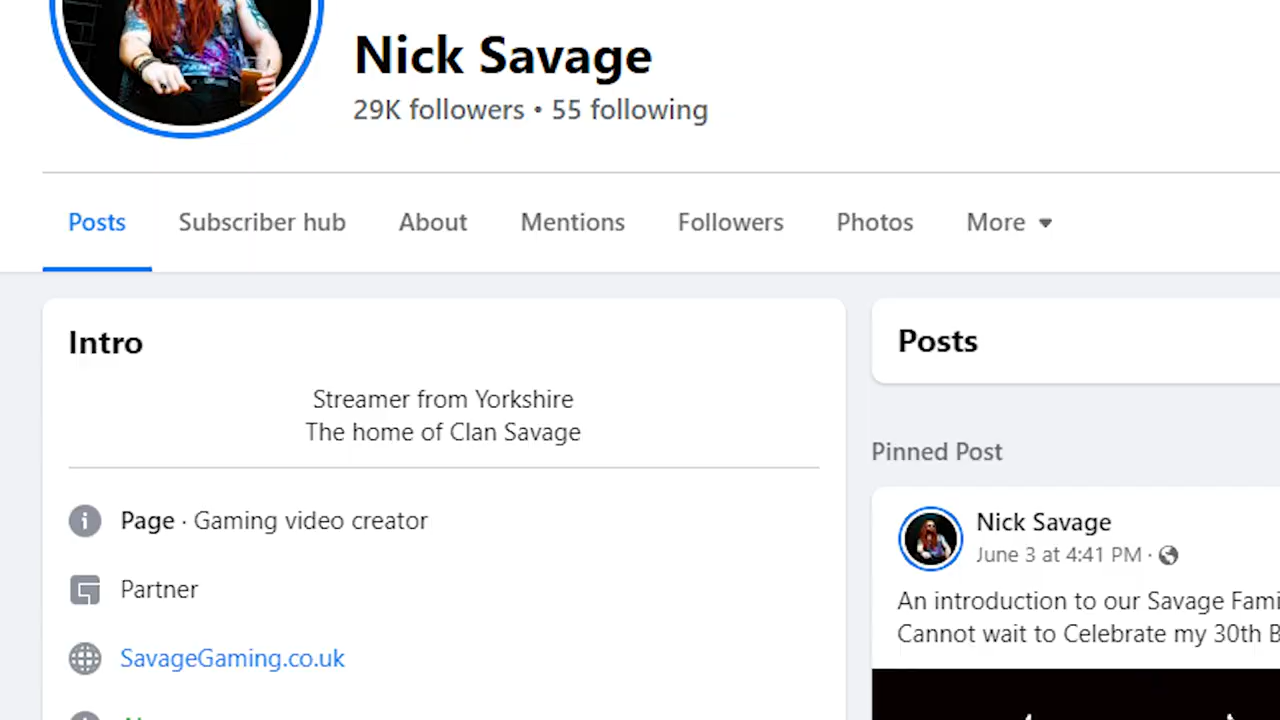 Nick Savage
29K followers • 55 following
Posts
Subscriber hub
About
Mentions
Followers
Photos
More
Intro
Streamer from Yorkshire
The home of Clan Savage
Page · Gaming video creator
Partner
SavageGaming.co.uk
Posts
Pinned Post
Nick Savage
June 3 at 4:41 PM ·
An introduction to our Savage
Cannot wait to Celebrate my 30th